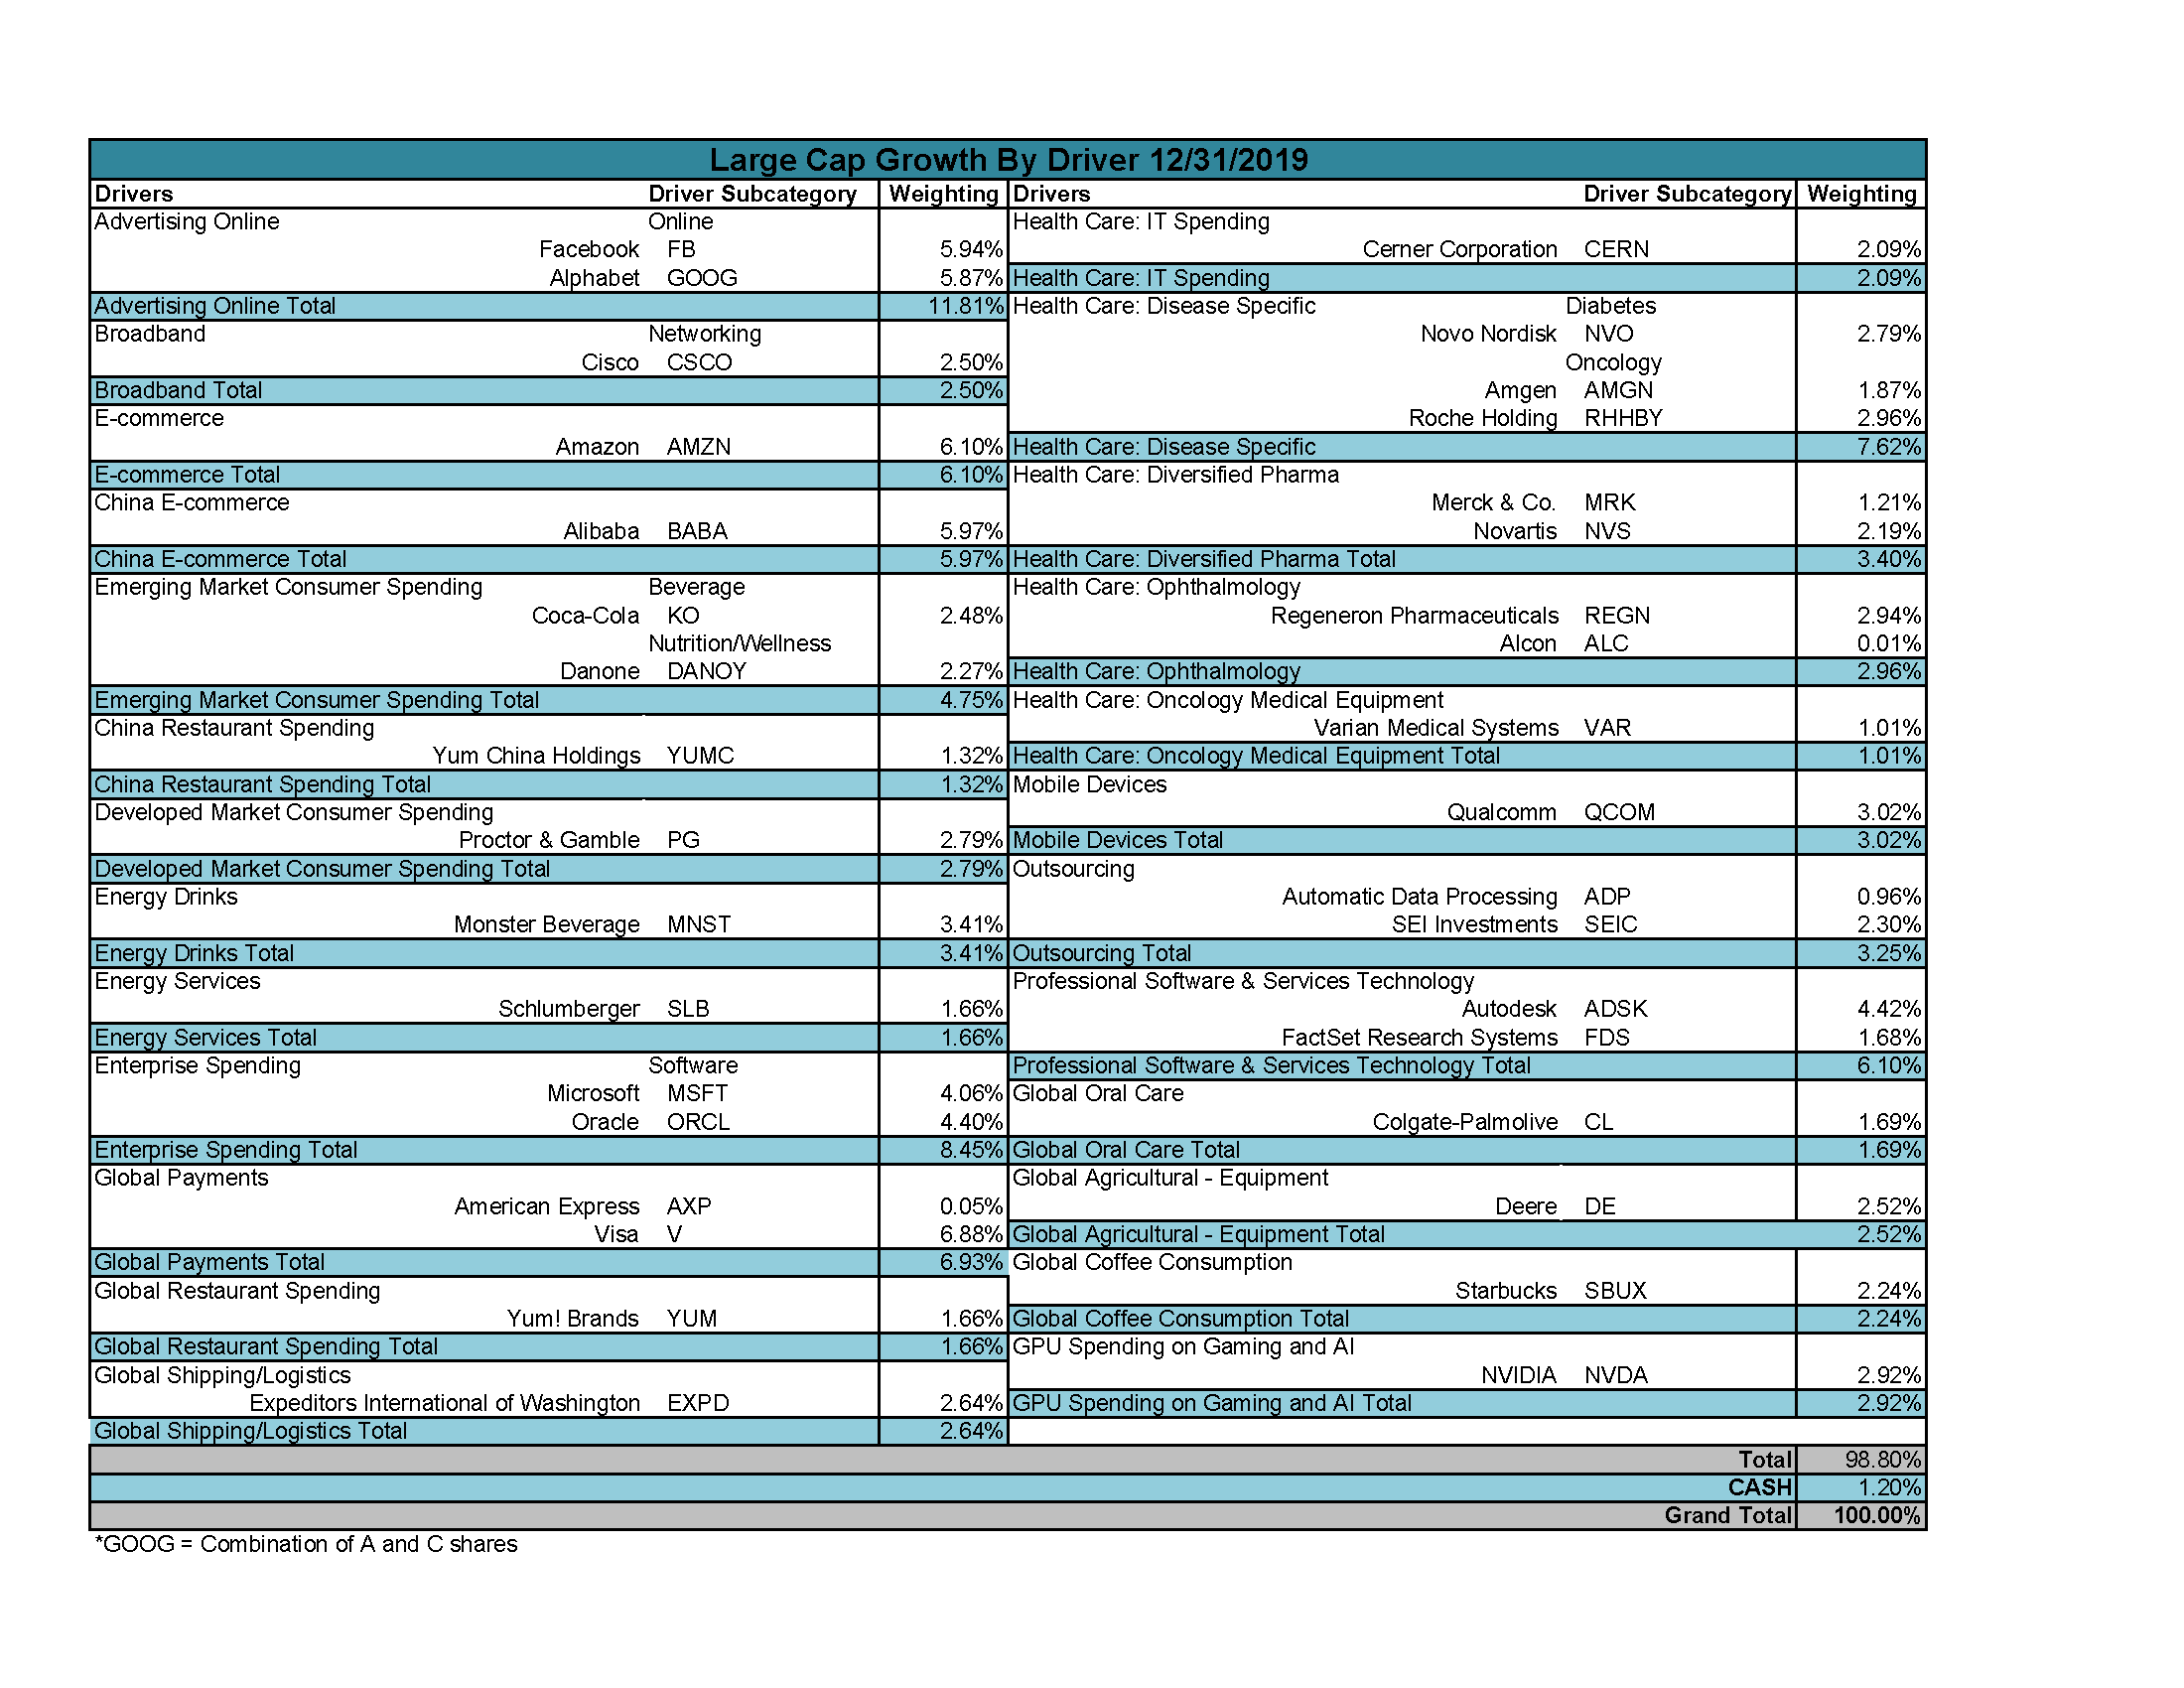 Large Cap Growth By Driver 12/31/2019
Drivers Driver Subcategory Weighting Drivers Driver Subcategory Weighting
Advertising Online Online Health Care: IT Spending
Facebook FB 5.94% Cerner Corporation CERN 2.09%
Alphabet GOOG 5.87% Health Care: IT Spending 2.09%
Advertising Online Total 11.81% Health Care: Disease Specific Diabetes
Broadband Networking Novo Nordisk NVO 2.79%
Cisco CSCO 2.50% Oncology
Broadband Total 2.50% Amgen AMGN 1.87%
E-commerce Roche Holding RHHBY 2.96%
Amazon AMZN 6.10% Health Care: Disease Specific 7.62%
E-commerce Total 6.10% Health Care: Diversified Pharma
China E-commerce Merck & Co. MRK 1.21%
Alibaba BABA 5.97% Novartis NVS 2.19%
China E-commerce Total 5.97% Health Care: Diversified Pharma Total 3.40%
Emerging Market Consumer Spending Beverage Health Care: Ophthalmology
Coca-Cola KO 2.48% Regeneron Pharmaceuticals REGN 2.94%
Nutrition/Wellness Alcon ALC 0.01%
Danone DANOY 2.27% Health Care: Ophthalmology 2.96%
Emerging Market Consumer Spending Total 4.75% Health Care: Oncology Medical Equipment
China Restaurant Spending Varian Medical Systems VAR 1.01%
Yum China Holdings YUMC 1.32% Health Care: Oncology Medical Equipment Total 1.01%
China Restaurant Spending Total 1.32% Mobile Devices
Developed Market Consumer Spending Qualcomm QCOM 3.02%
Proctor & Gamble PG 2.79% Mobile Devices Total 3.02%
Developed Market Consumer Spending Total 2.79% Outsourcing
Energy Drinks Automatic Data Processing ADP 0.96%
Monster Beverage MNST 3.41% SEI Investments SEIC 2.30%
Energy Drinks Total 3.41% Outsourcing Total 3.25%
Energy Services Professional Software & Services Technology
Schlumberger SLB 1.66% Autodesk ADSK 4.42%
Energy Services Total 1.66% FactSet Research Systems FDS 1.68%
Enterprise Spending Software Professional Software & Services Technology Total 6.10%
Microsoft MSFT 4.06% Global Oral Care
Oracle ORCL 4.40% Colgate-Palmolive CL 1.69%
Enterprise Spending Total 8.45% Global Oral Care Total 1.69%
Global Payments Global Agricultural - Equipment
American Express AXP 0.05% Deere DE 2.52%
Visa V 6.88% Global Agricultural - Equipment Total 2.52%
Global Payments Total 6.93% Global Coffee Consumption
Global Restaurant Spending Starbucks SBUX 2.24%
Yum! Brands YUM 1.66% Global Coffee Consumption Total 2.24%
Global Restaurant Spending Total 1.66% GPU Spending on Gaming and AI
Global Shipping/Logistics NVIDIA NVDA 2.92%
Expeditors International of Washington EXPD 2.64% GPU Spending on Gaming and AI Total 2.92%
Global Shipping/Logistics Total 2.64%
Total 98.80%
CASH 1.20%
Grand Total 100.00%
*GOOG = Combination of A and C shares